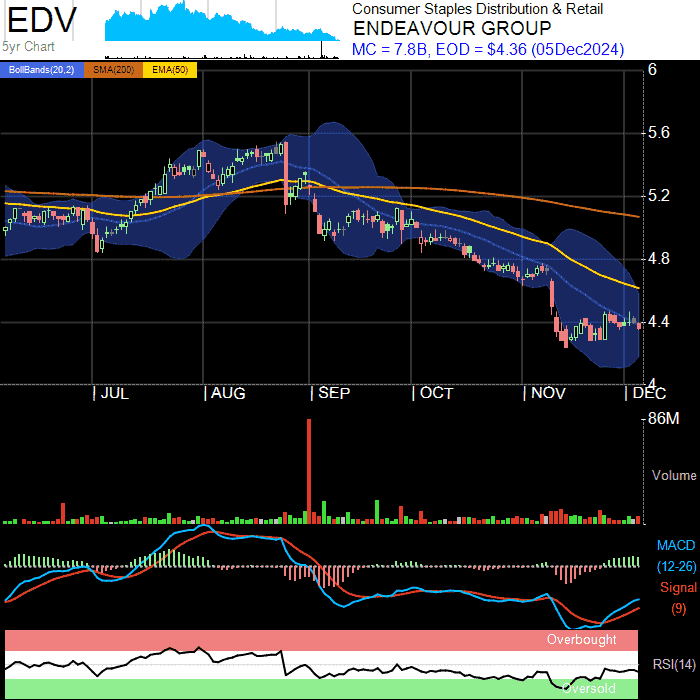 EDV
5yr Chart
Consumer Staples Distribution & Retail
ENDEAVOUR GROUP
MC = 7.8B, EOD = $4.36 (05Dec2024)
BollBands(20,2) SMA(200) EMA(50)
6
5.6
5.2
4.8
4.4
4
JUL AUG SEP OCT NOV DEC
86M
Volume
MACD
(12-26)
Signal
(9)
Overbought
RSI(14)
Oversold